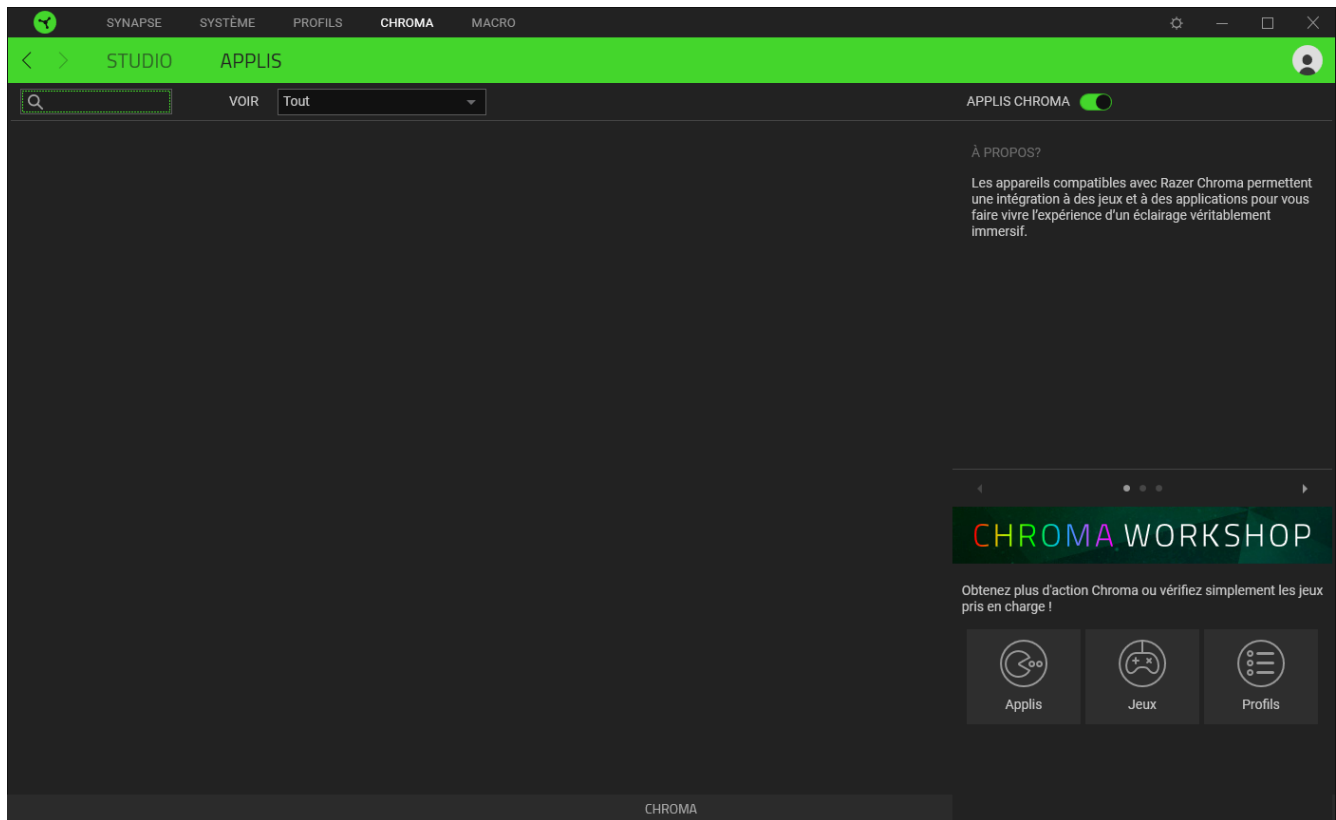 SYNAPSE SYSTÈME PROFILS CHROMA MACRO
STUDIO APPLIS
VOIR Tout APPLIS CHROMA
À PROPOS?
Les appareils compatibles avec Razer Chroma permettent
une intégration à des jeux et à des applications pour vous
faire vivre l’expérience d’un éclairage véritablement
immersif.
CHROMA WORKSHOP
Obtenez plus d'action Chroma ou vérifiez simplement les jeux
pris en charge !
Applis Jeux Profils
CHROMA